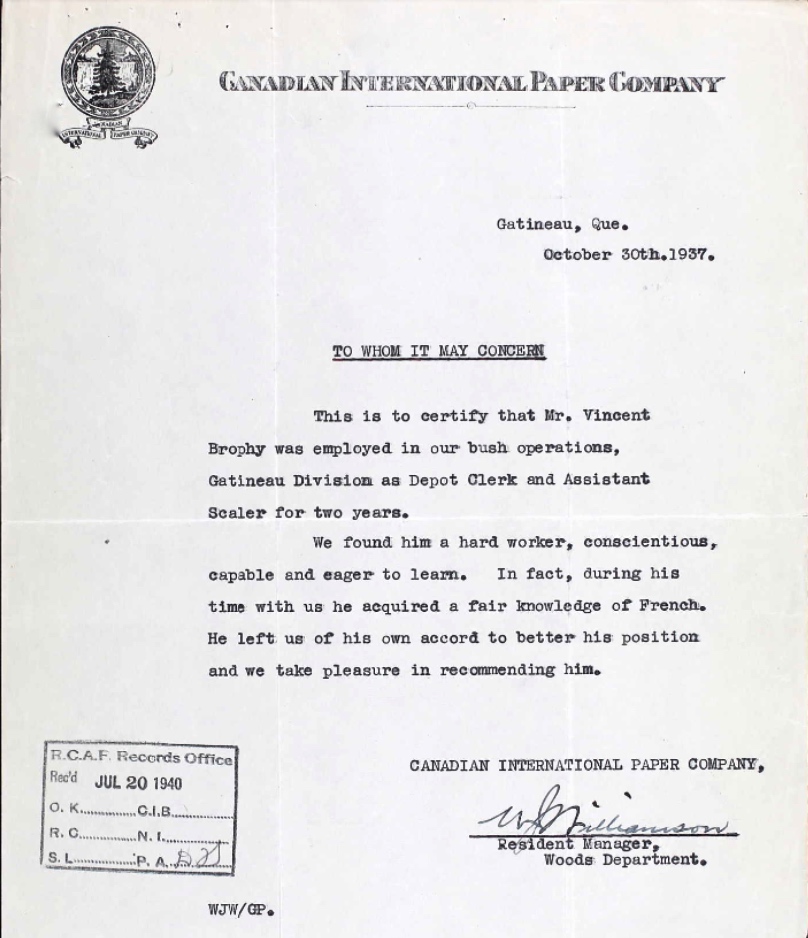 CANADIAN INTERNATIONAL PAPER COMPANY
CANADIAN
INTERNATIONAL PAPER COMPANY
Gatineau, Que.
October 30th.1937.
TO WHOM IT MAY CONCERN
This is to certify that Mr. Vincent
Brophy was employed in our bush operations,
Gatineau Division as Depot Clerk and Assistant
Scaler for two years.
We found him a hard worker, conscientious,
capable and eager to learn. In fact, during his
time with us he acquired a fair knowledge of French.
He left us of his own accord to better his position
and we take pleasure in recommending him.
CANADIAN INTERNATIONAL PAPER COMPANY,
WJWilliamson
Resident Manager,
Woods Department.
R.C.A.F. Records Office
Rec'd JUL 20 1940
O. K................C.I.B................
R. C................N. I................
S. L................P. A.......
WJW/GP.